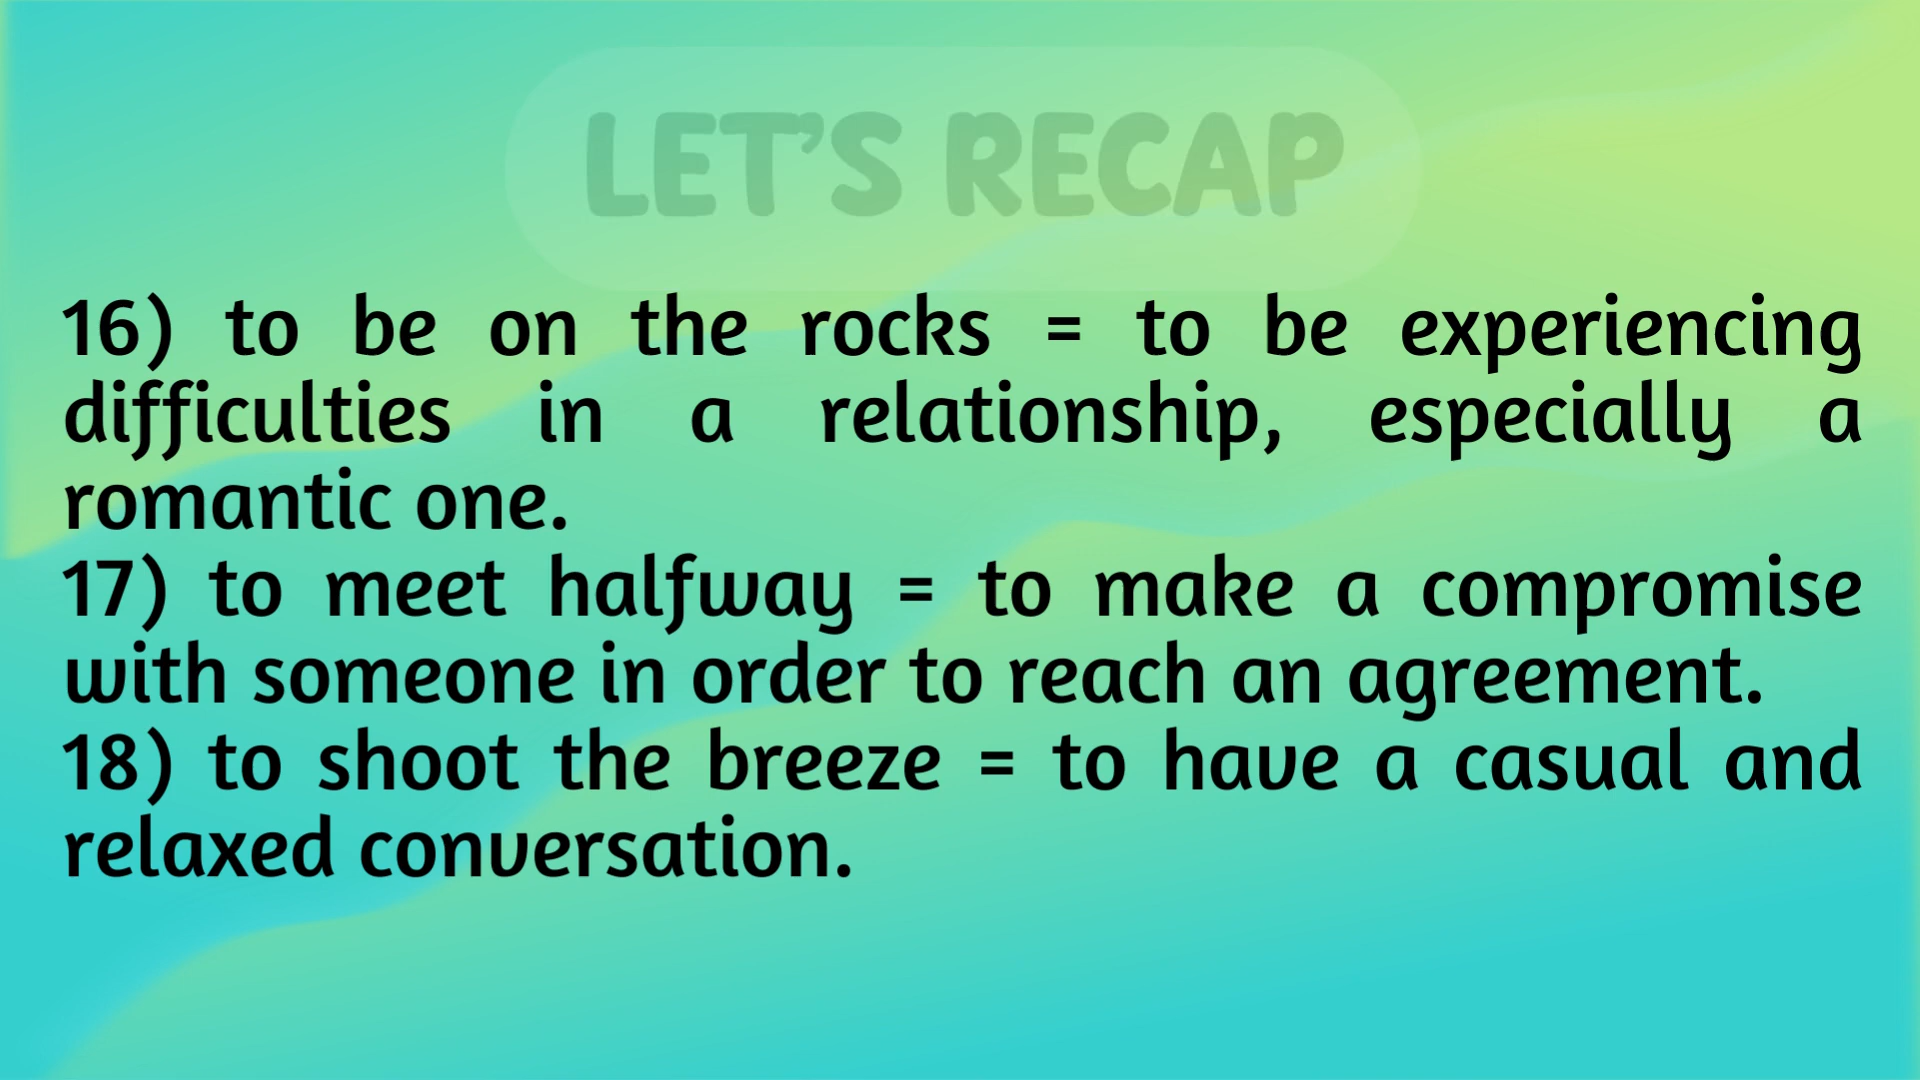 LET'S RECAP
16) to be on the rocks = to be experiencing
difficulties in a relationship, especially a
romantic one.
17) to meet halfway = to make a compromise
with someone in order to reach an agreement.
18) to shoot the breeze = to have a casual and
relaxed conversation.